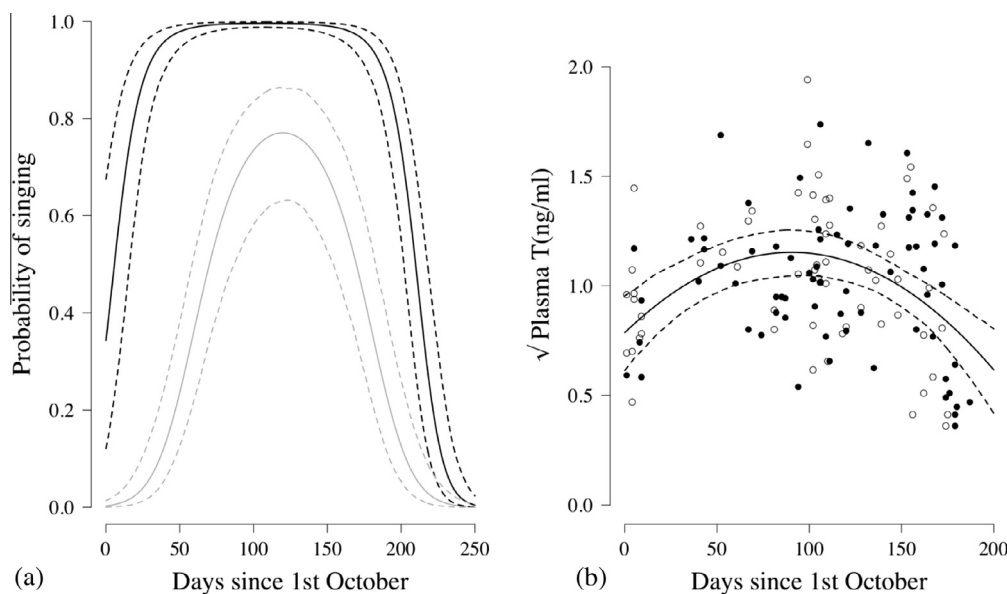 1.0
0.8
0.6
0.4
0.2
0.0
Probability of singing
0 50 100 150 200 250
Days since 1st October
(a)
2.0
1.5
1.0
0.5
0.0
√ Plasma T(ng/ml)
0 50 100 150 200
Days since 1st October
(b)